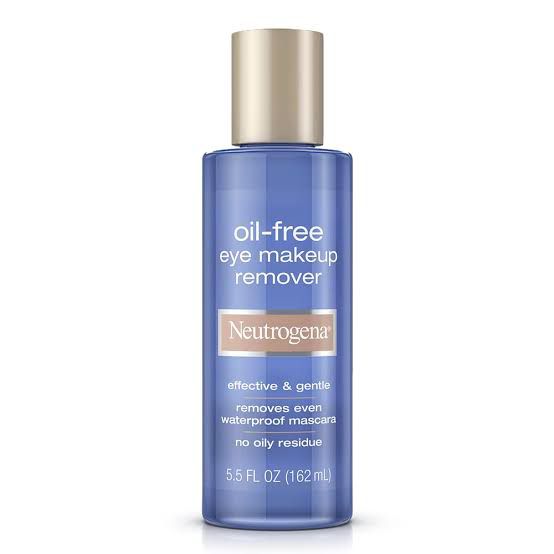 oil-free
eye makeup
remover
Neutrogena®
effective & gentle
removes even
waterproof mascara
no oily residue
5.5 FL OZ (162 mL)